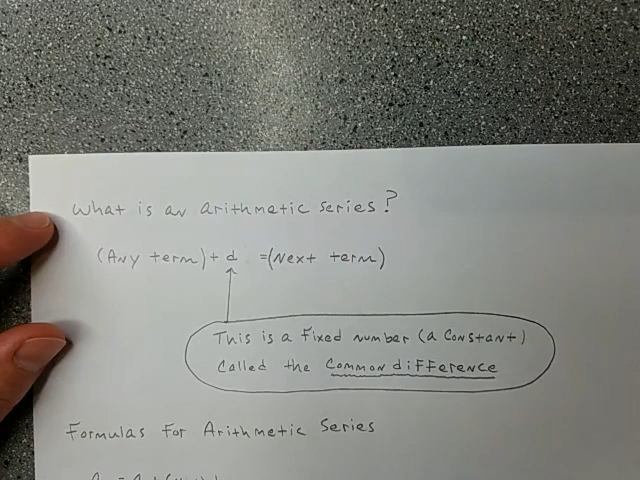 What is an arithmetic series?
(Any term) + d = (Next term)
This is a fixed number (a constant)
Called the Common difference
Formulas for Arithmetic Series